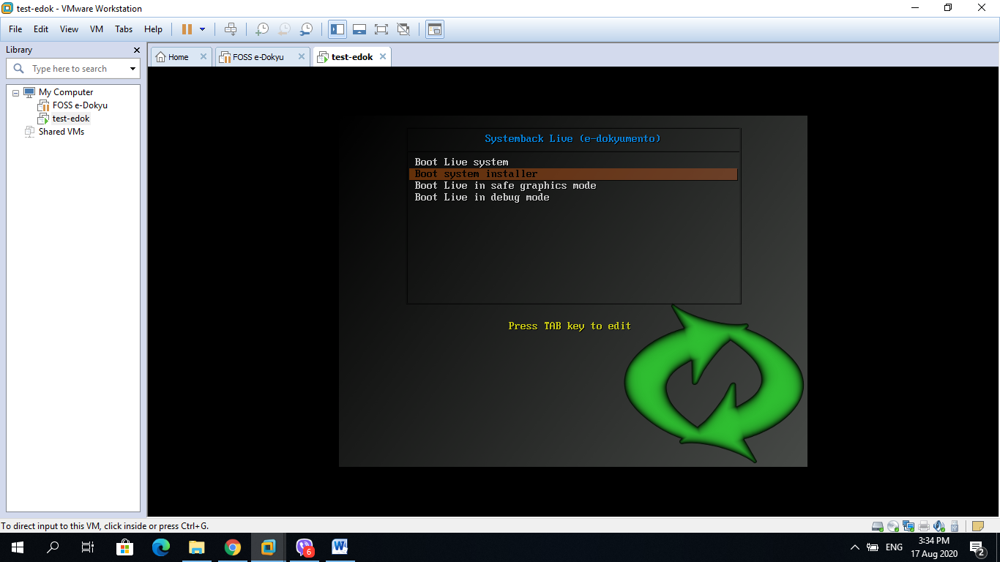 test-edok - VMware Workstation
File Edit View VM Tabs Help
Library
Type here to search
My Computer
FOSS e-Dokyu
test-edok
Shared VMs
Home
FOSS e-Dokyu
test-edok
Systemback Live (e-dokyumento)
Boot Live system
Boot system installer
Boot Live in safe graphics mode
Boot Live in debug mode
Press TAB key to edit
To direct input to this VM, click inside or press Ctrl+G.
6
W
ENG
3:34 PM
17 Aug 2020
2